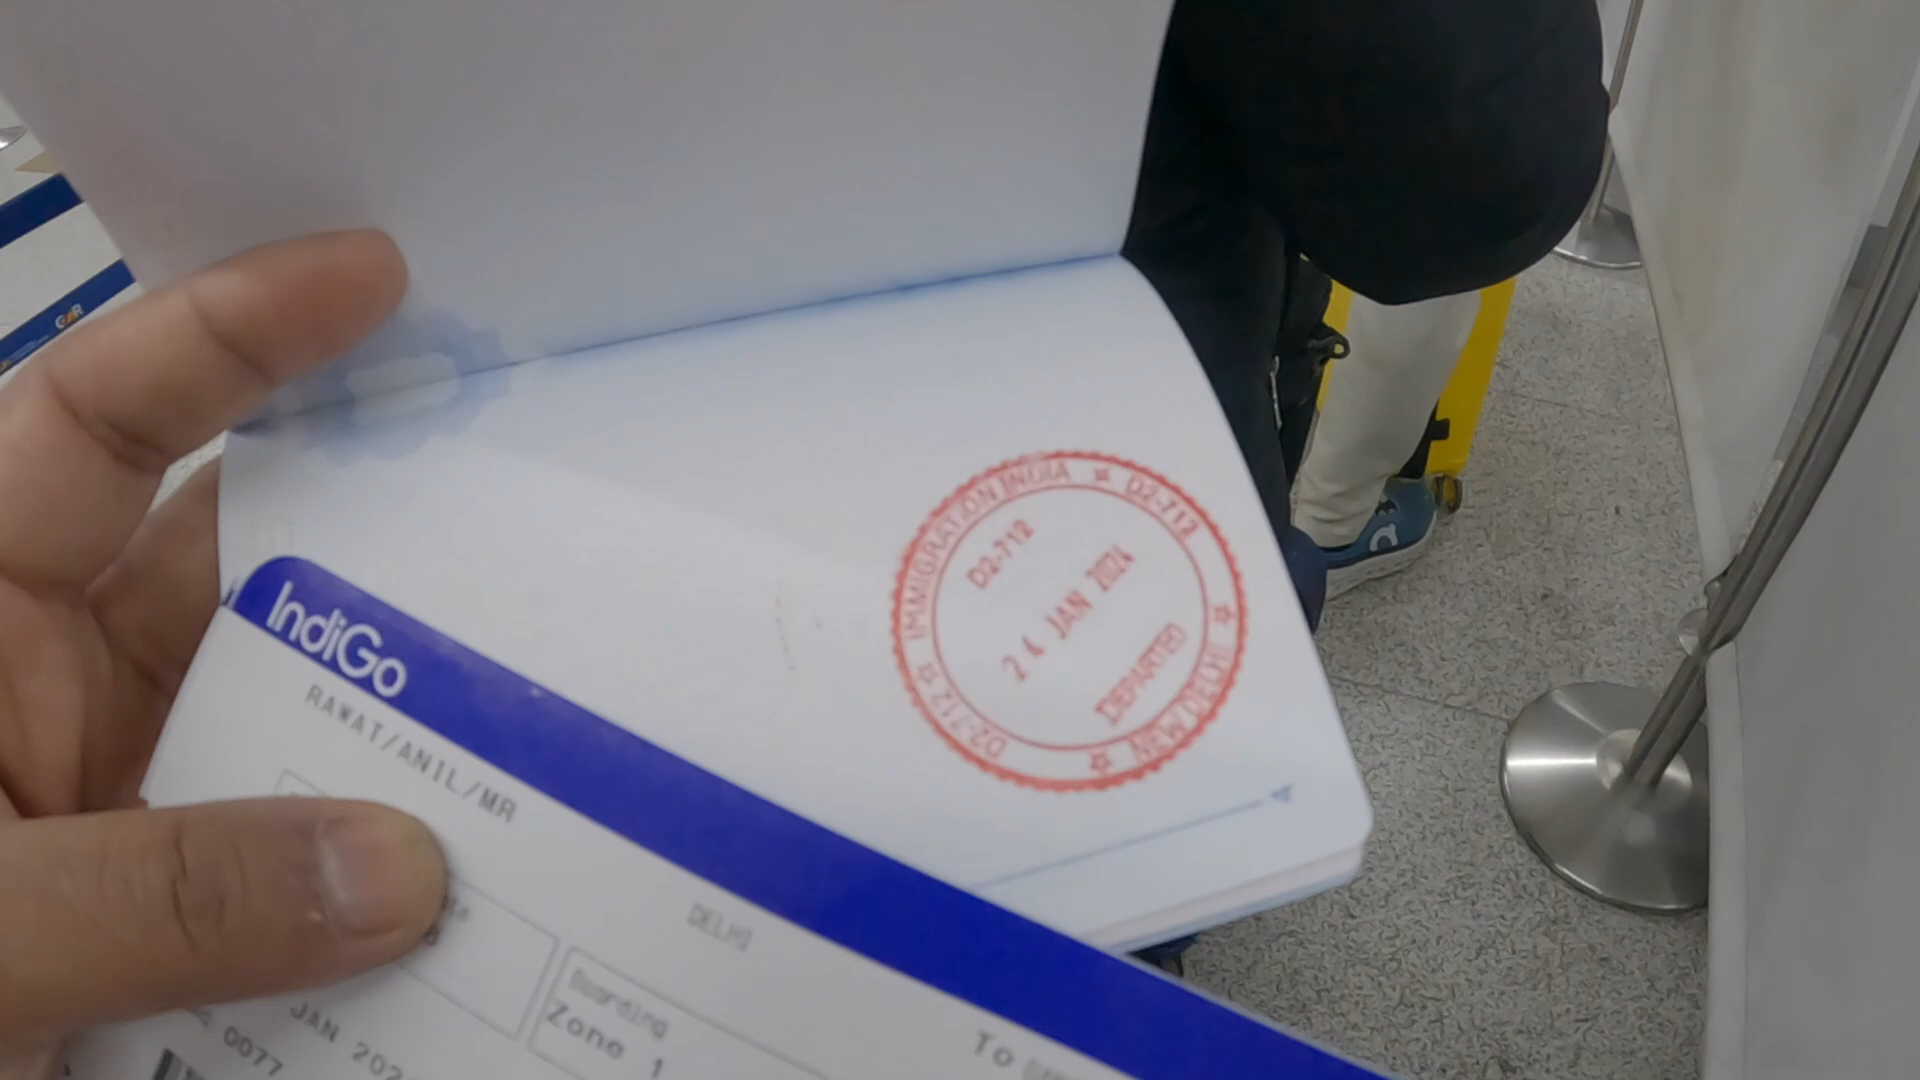 GMR
IMMIGRATION INDIA ☆ D2-712 ☆ NEW DELHI ☆ D2-712 ☆
D2-712
24 JAN 2024
DEPARTED
IndiGo
RAWAT/ANIL/MR
DELHI
Boarding
Zone 1
To
JAN 202
0077